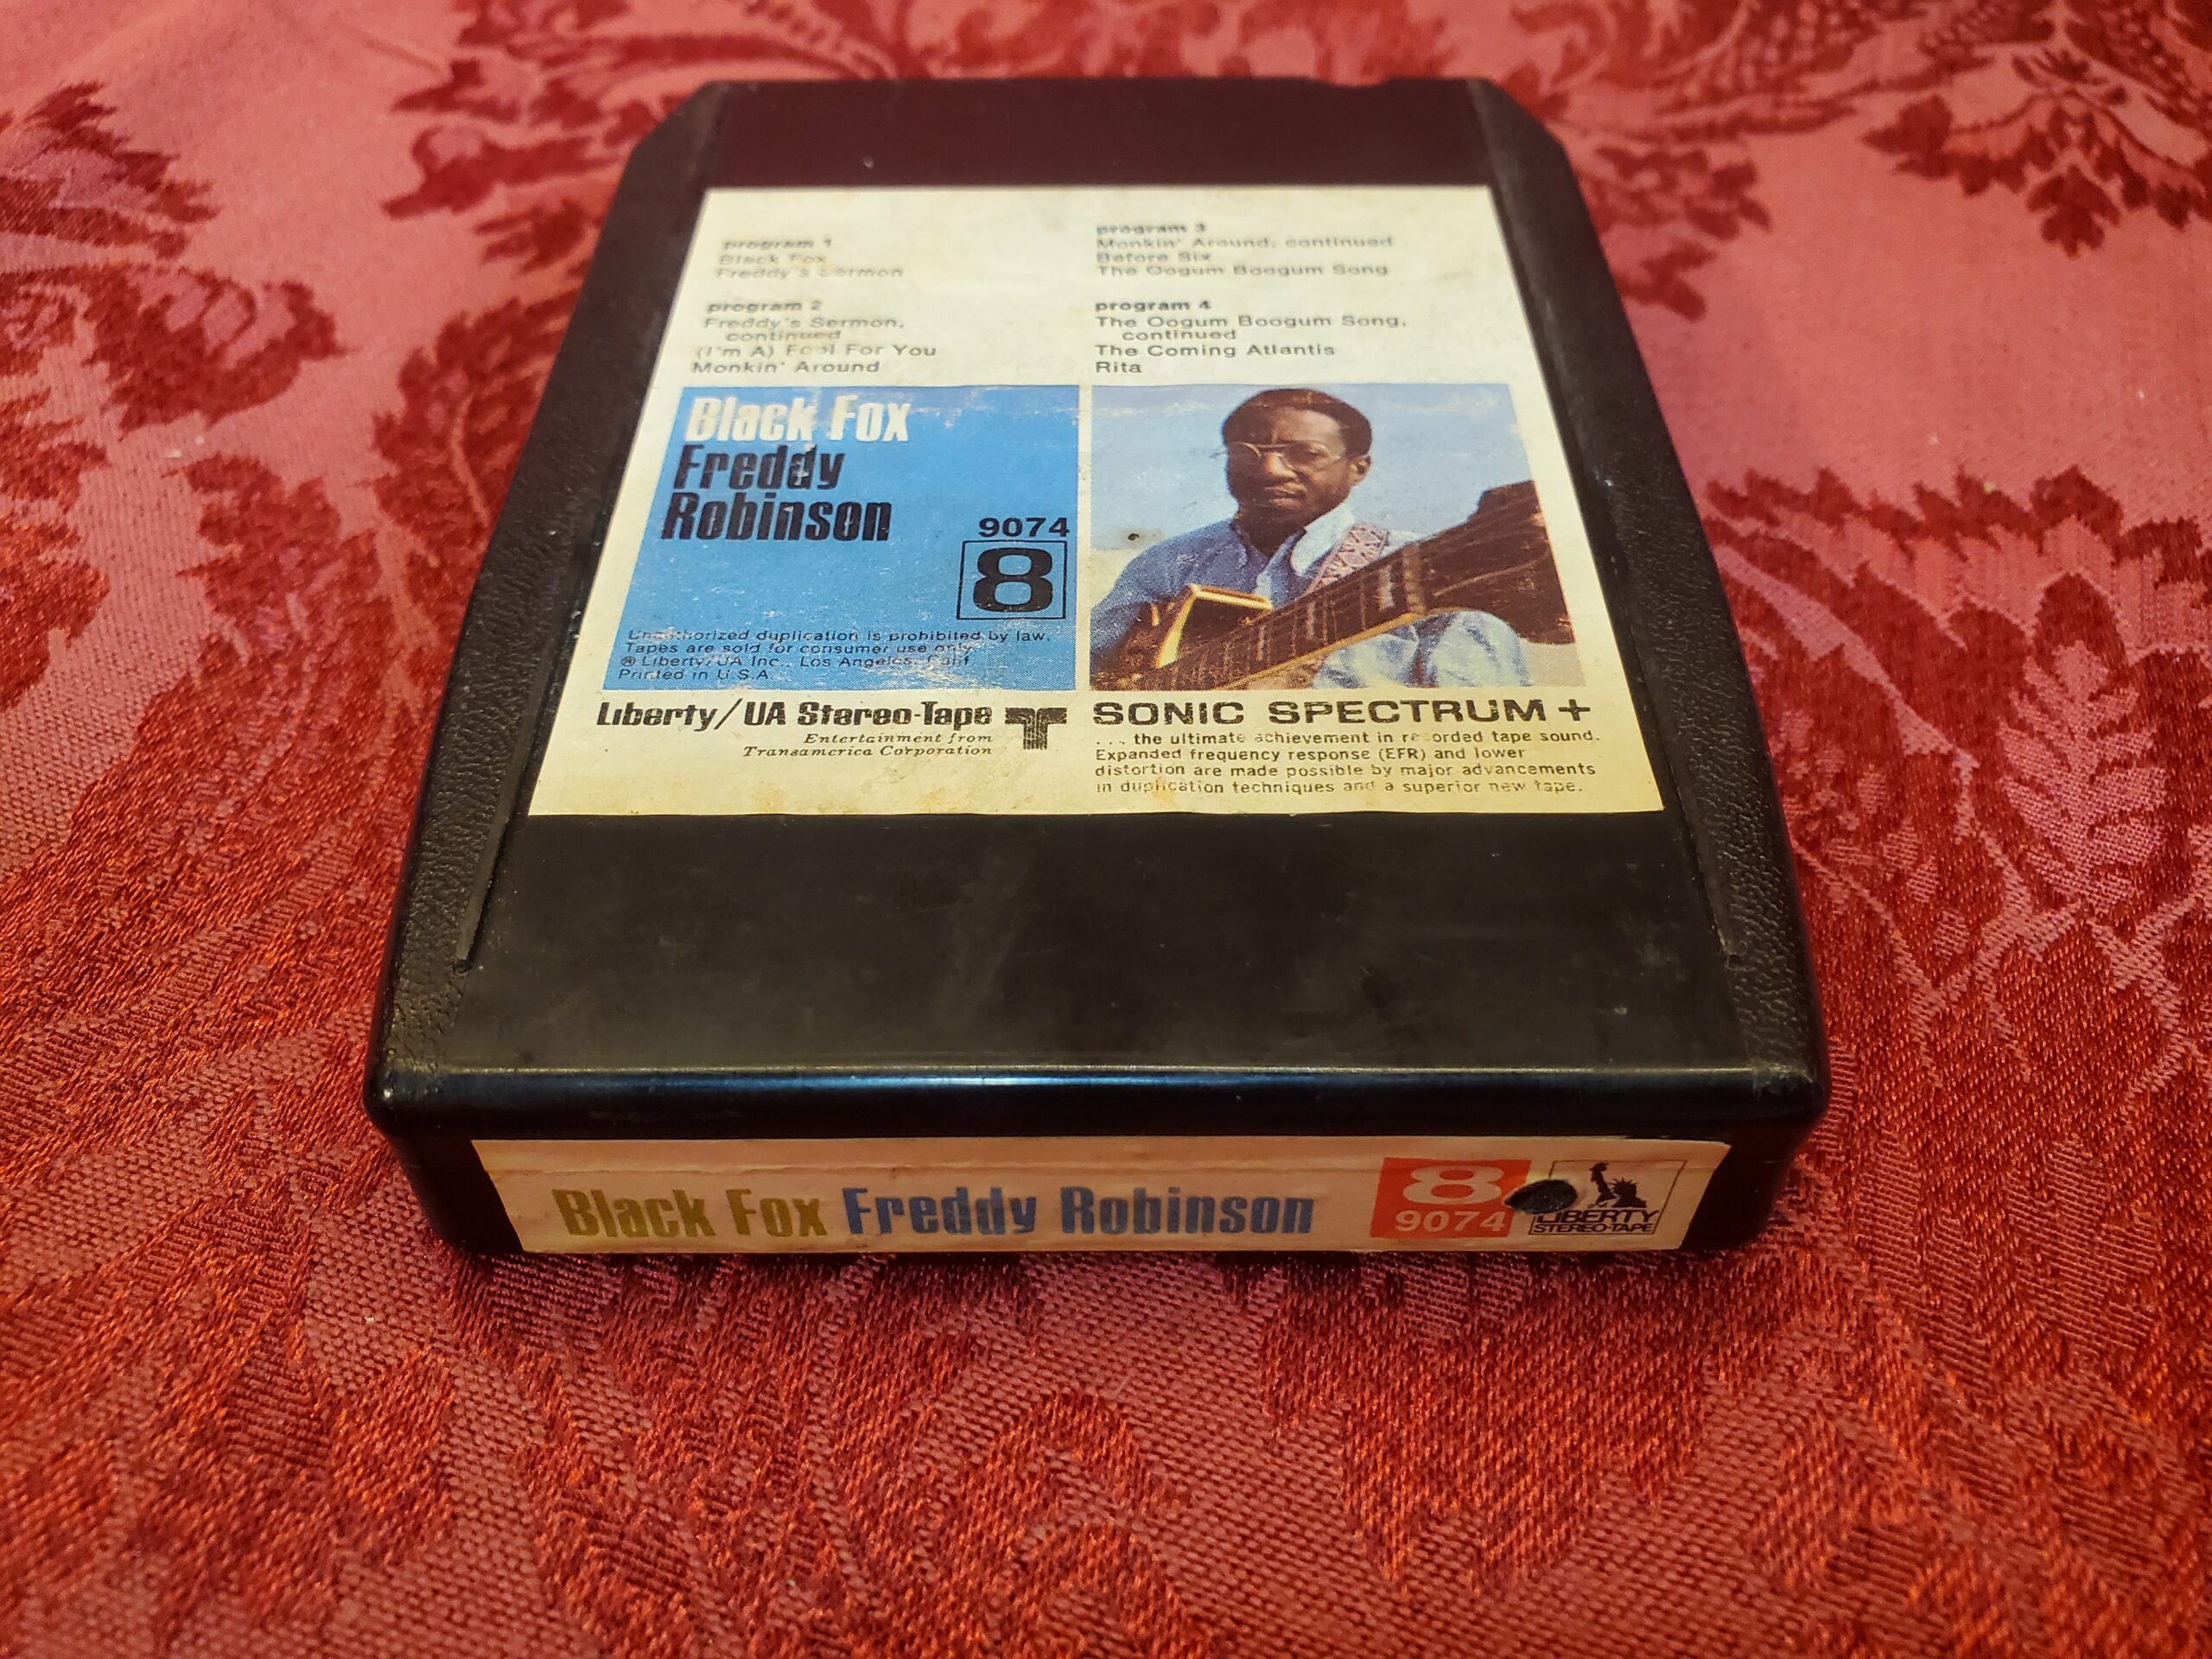 program 1
Black Fox
Freddy's Sermon
program 2
Freddy's Sermon,
continued
(I'm A) Fool For You
Monkin' Around
program 3
Monkin' Around, continued
Before Six
The Oogum Boogum Song
program 4
The Oogum Boogum Song,
continued
The Coming Atlantis
Rita
Black Fox
Freddy
Robinson
9074
8
Unauthorized duplication is prohibited by law.
Tapes are sold for consumer use only.
® Liberty/UA Inc., Los Angeles, Calif.
Printed in U.S.A.
Liberty/UA Stereo-Tape
Entertainment from
Transamerica Corporation
SONIC SPECTRUM +
... the ultimate achievement in recorded tape sound.
Expanded frequency response (EFR) and lower
distortion are made possible by major advancements
in duplication techniques and a superior new tape.
Black Fox Freddy Robinson
8
9074
LIBERTY
STEREO-TAPE